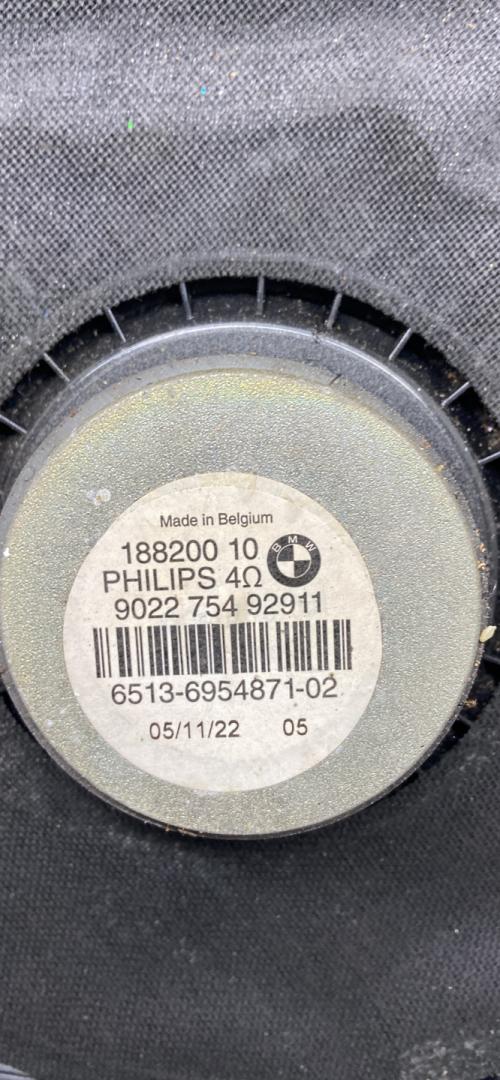 Made in Belgium
188200 10
BMW
PHILIPS 4Ω
9022 754 92911
6513-6954871-02
05/11/22 05